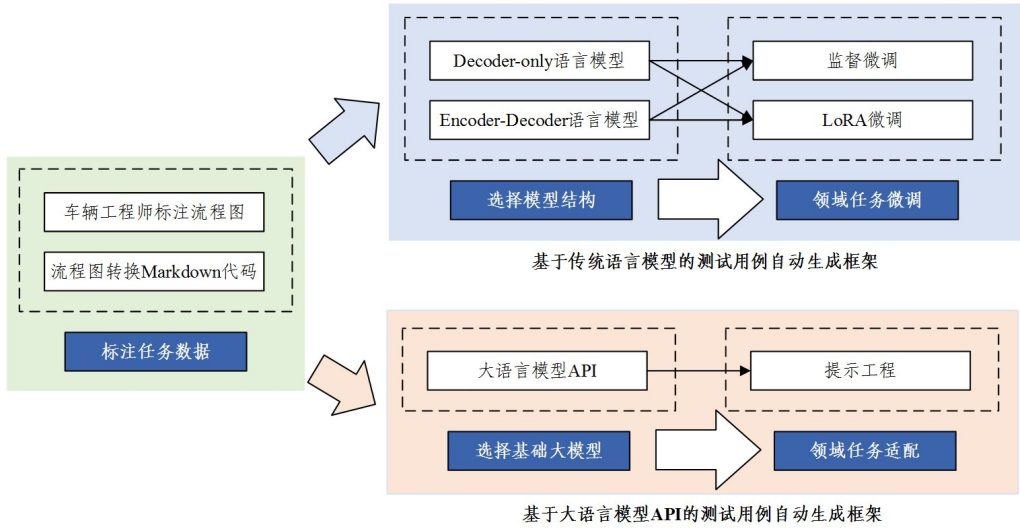 车辆工程师标注流程图
流程图转换Markdown代码
标注任务数据
Decoder-only语言模型
Encoder-Decoder语言模型
选择模型结构
监督微调
LoRA微调
领域任务微调
基于传统语言模型的测试用例自动生成框架
大语言模型API
选择基础大模型
提示工程
领域任务适配
基于大语言模型API的测试用例自动生成框架